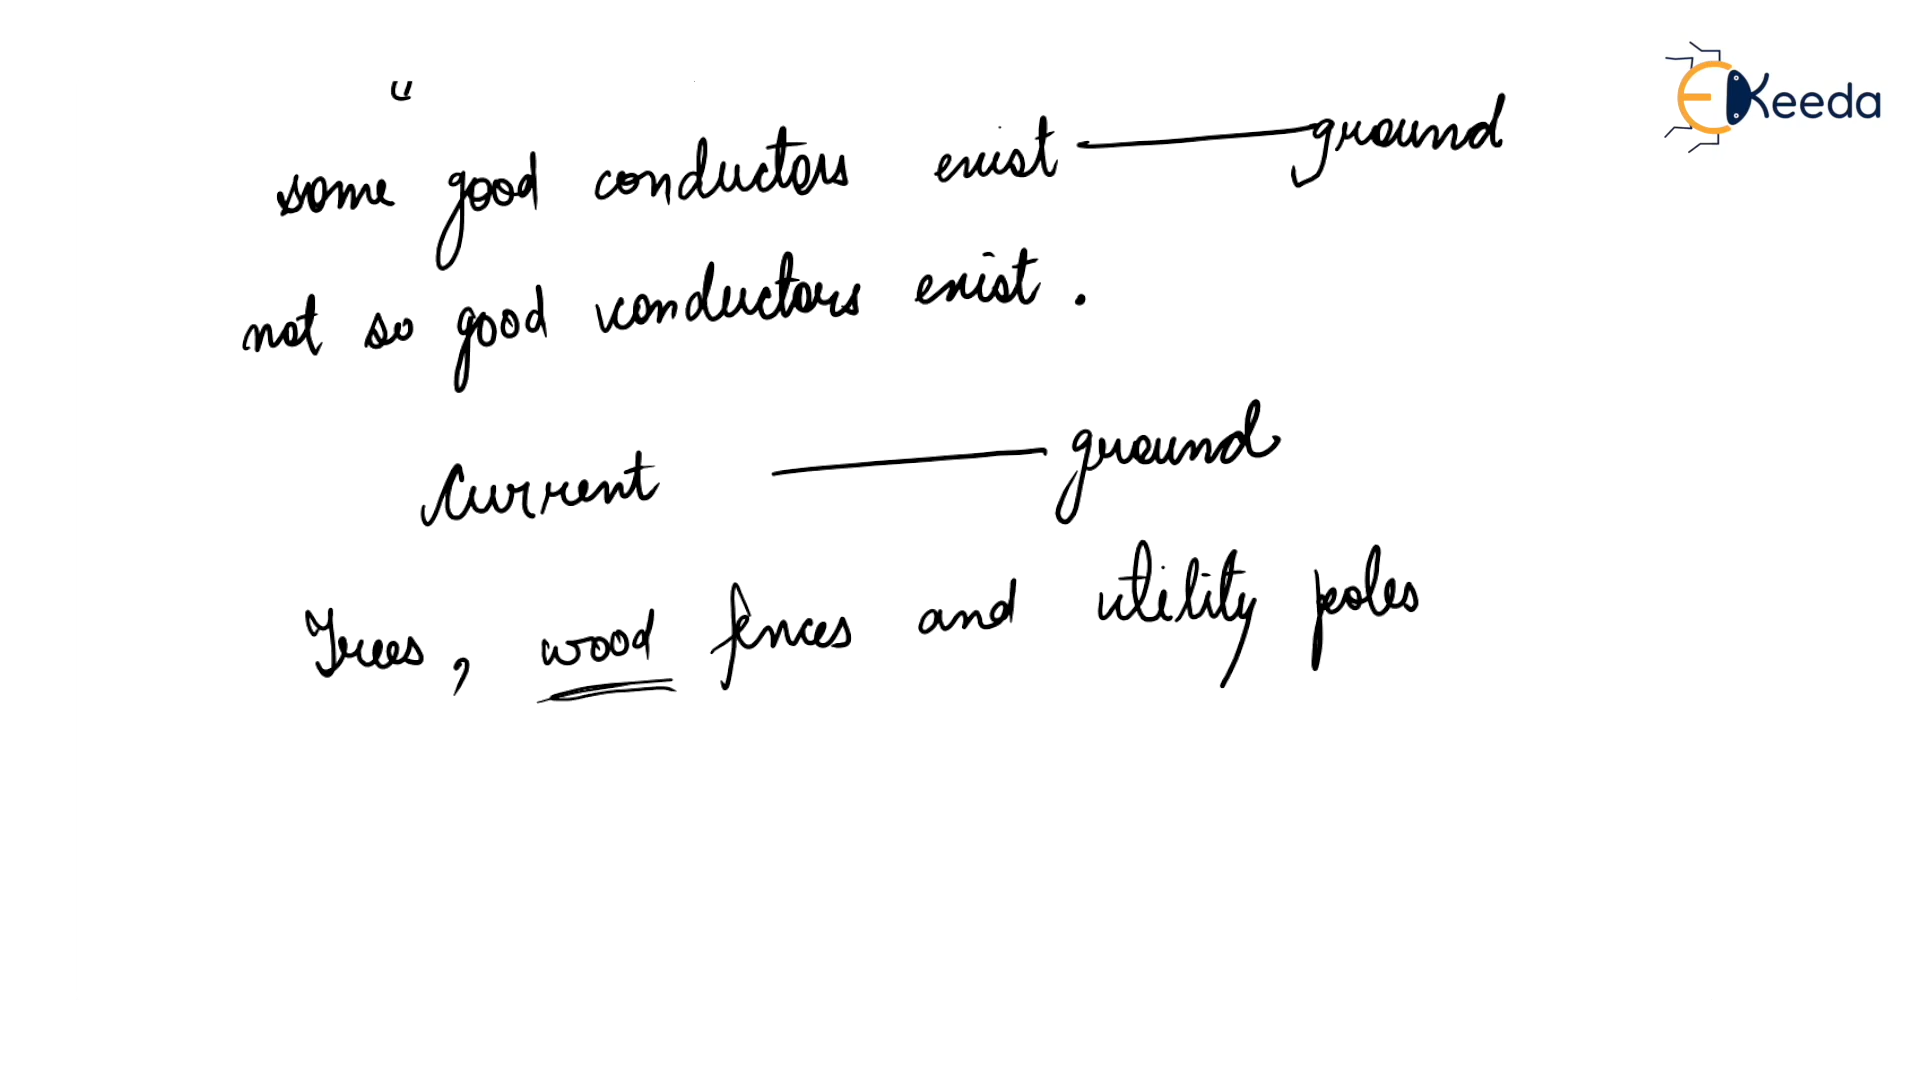 EKeeda
some good conductors exist — ground
not so good conductors exist.
Current — ground
Trees, wood fences and utility poles